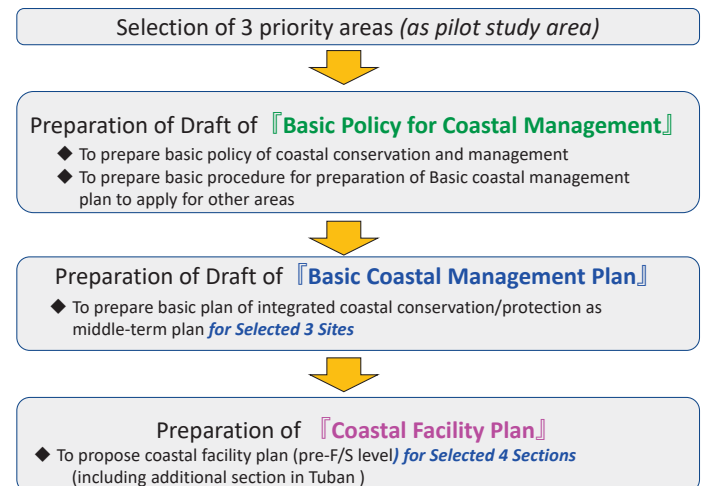 Selection of 3 priority areas (as pilot study area)
Preparation of Draft of『Basic Policy for Coastal Management』
◆ To prepare basic policy of coastal conservation and management
◆ To prepare basic procedure for preparation of Basic coastal management
plan to apply for other areas
Preparation of Draft of『Basic Coastal Management Plan』
◆ To prepare basic plan of integrated coastal conservation/protection as
middle-term plan for Selected 3 Sites
Preparation of 『Coastal Facility Plan』
◆ To propose coastal facility plan (pre-F/S level) for Selected 4 Sections
(including additional section in Tuban )